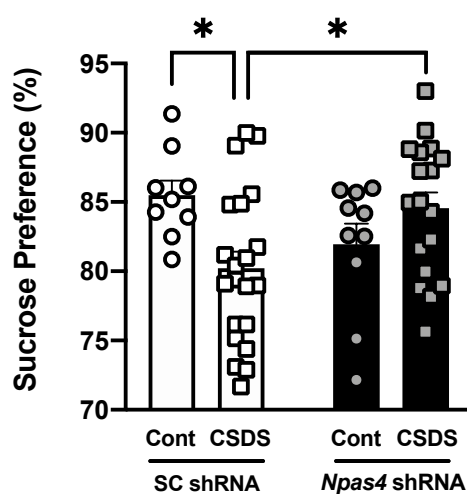 * *
Sucrose Preference (%)
95
90
85
80
75
70
Cont CSDS Cont CSDS
SC shRNA Npas4 shRNA